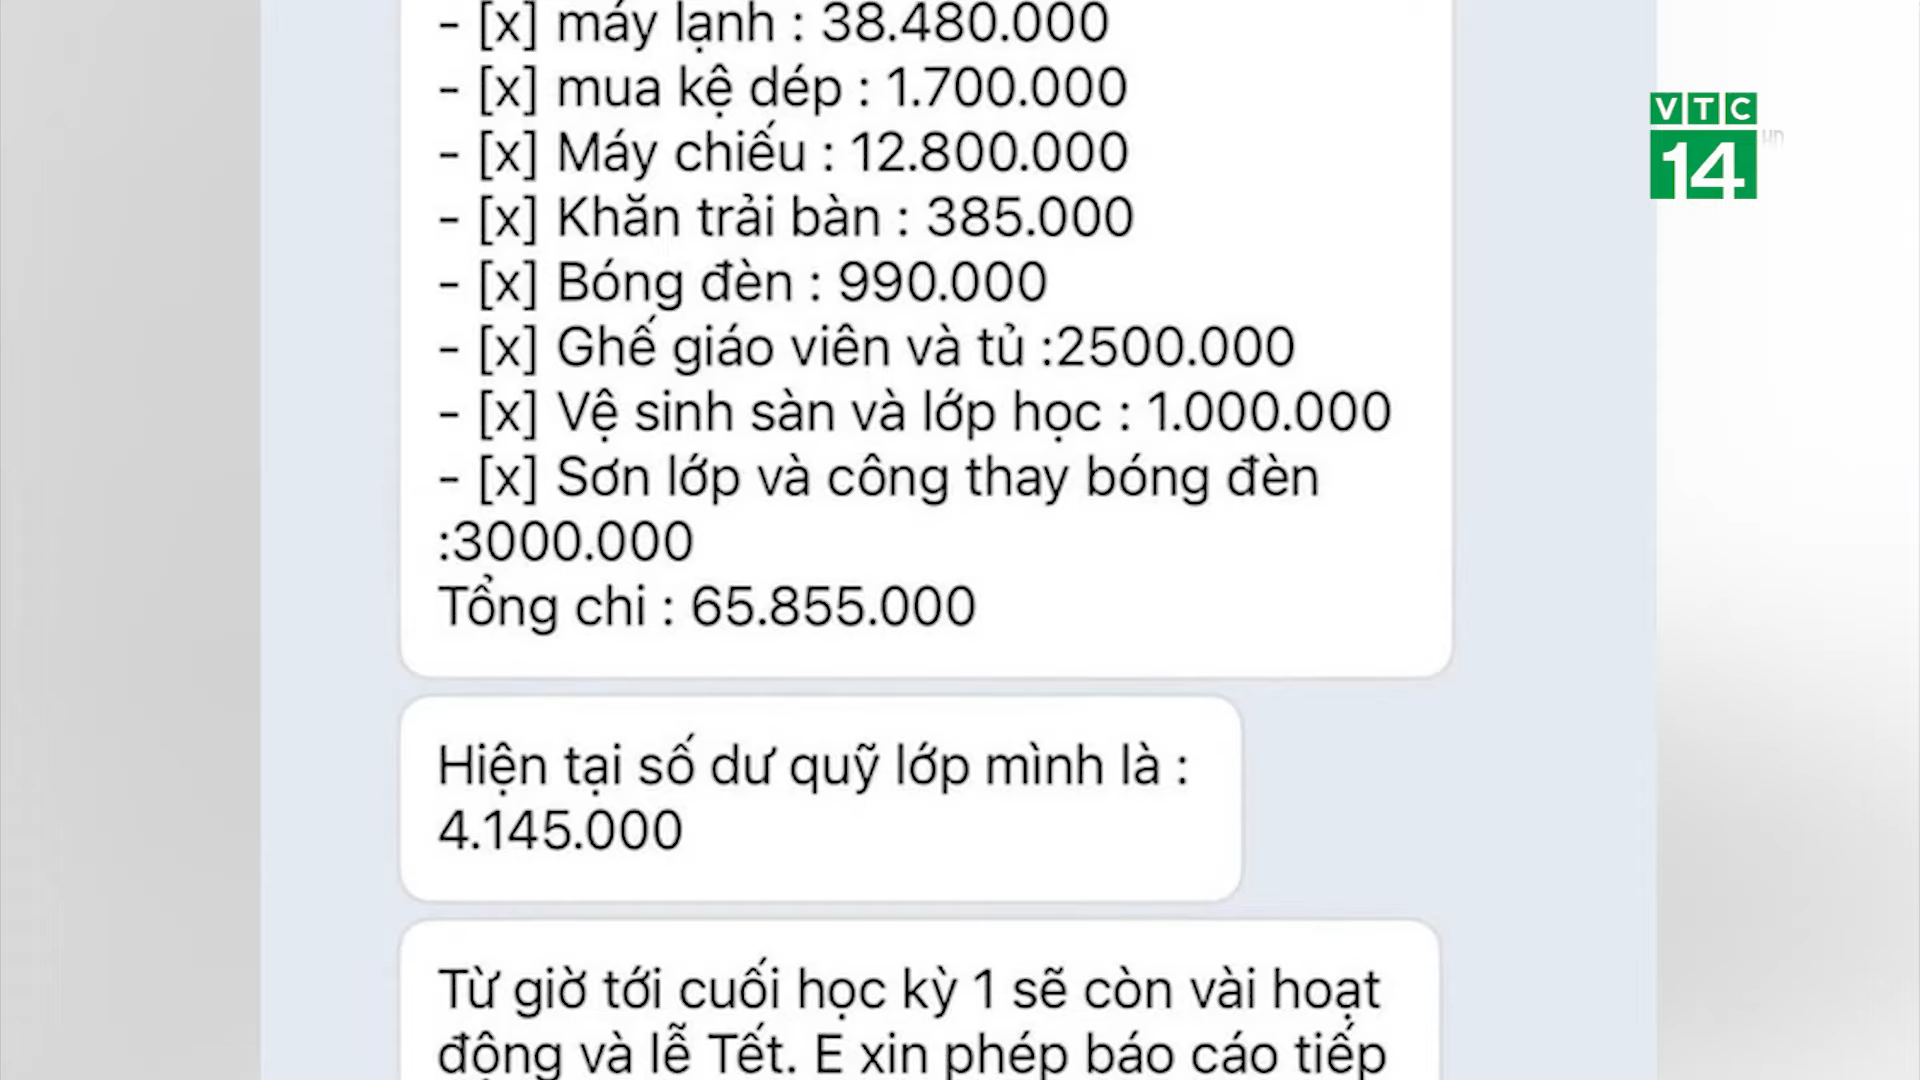 - [x] máy lạnh : 38.480.000
- [x] mua kệ dép : 1.700.000
- [x] Máy chiếu : 12.800.000
- [x] Khăn trải bàn : 385.000
- [x] Bóng đèn : 990.000
- [x] Ghế giáo viên và tủ :2500.000
- [x] Vệ sinh sàn và lớp học : 1.000.000
- [x] Sơn lớp và công thay bóng đèn
:3000.000
Tổng chi : 65.855.000
Hiện tại số dư quỹ lớp mình là :
4.145.000
Từ giờ tới cuối học kỳ 1 sẽ còn vài hoạt
động và lễ Tết. E xin phép báo cáo tiếp
VTC
14